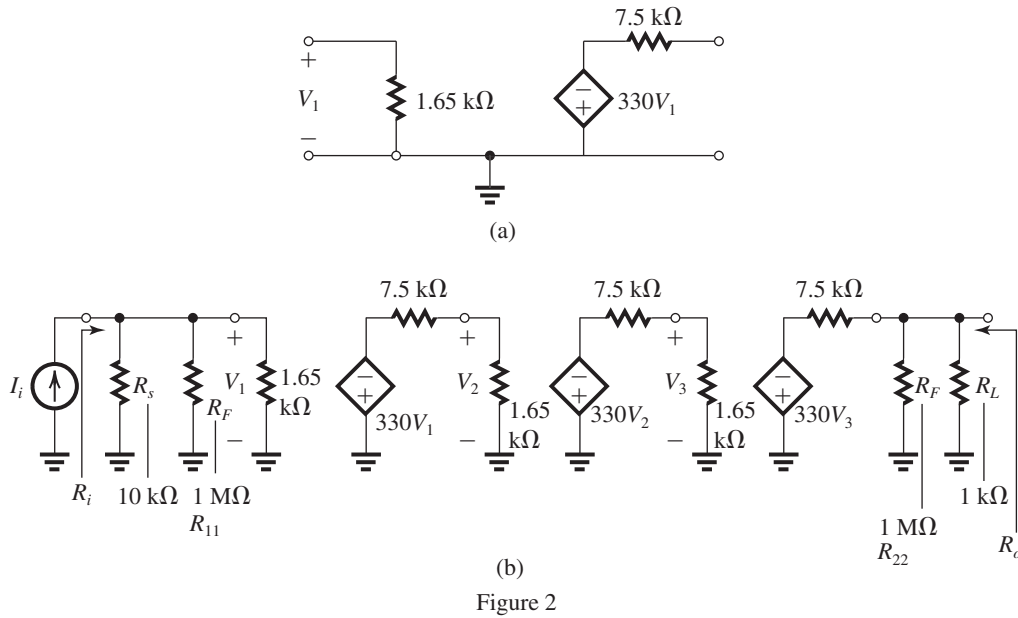 7.5 kΩ
+
V1
−
1.65 kΩ
−
+
330V1
(a)
7.5 kΩ
7.5 kΩ
7.5 kΩ
Ii
Rs
RF
+
V1
−
1.65
kΩ
−
+
330V1
+
V2
−
1.65
kΩ
−
+
330V2
+
V3
−
1.65
kΩ
−
+
330V3
RF
RL
Ri
10 kΩ
1 MΩ
R11
1 MΩ
R22
1 kΩ
(b)
Figure 2